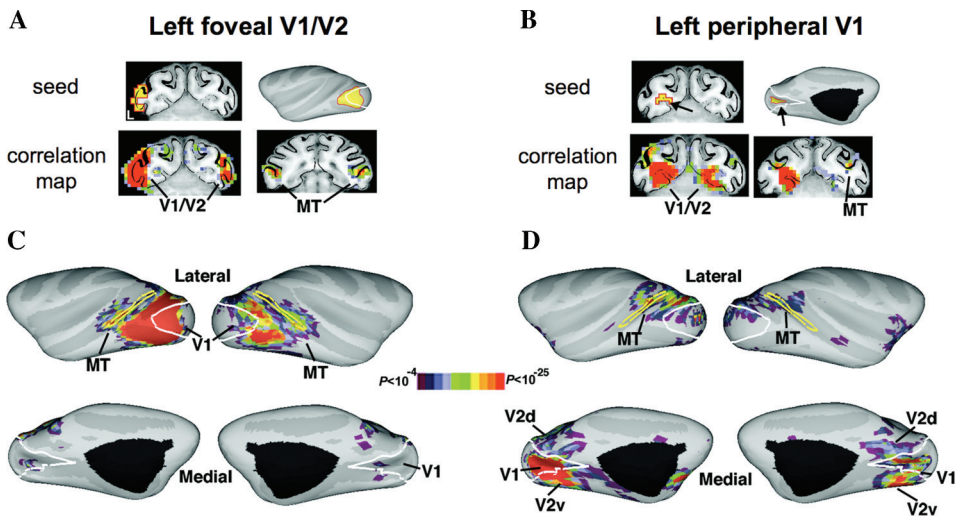 A
Left foveal V1/V2
seed
correlation
map
V1/V2
MT
B
Left peripheral V1
seed
correlation
map
V1/V2
MT
C
Lateral
MT
V1
MT
P<10-4
P<10-25
Medial
V1
D
Lateral
MT
MT
V2d
V1
V2v
Medial
V2d
V1
V2v